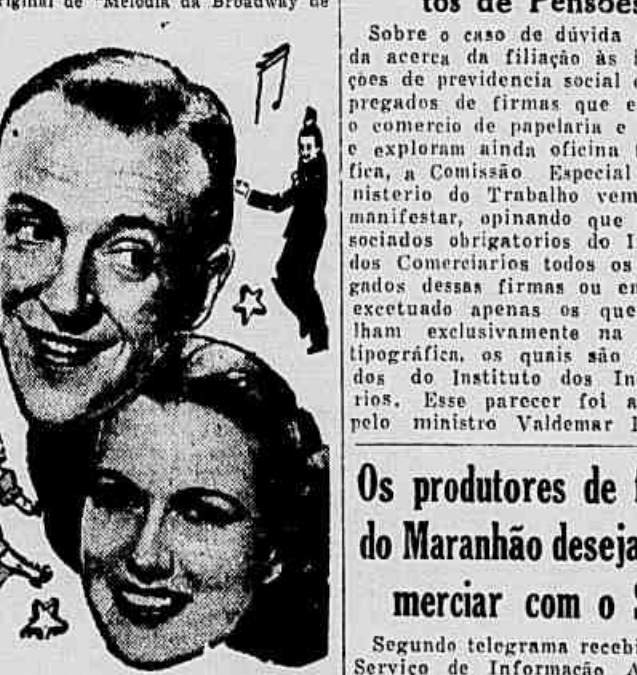 original de "Melodia da Broadway de
tos de Pensões
Sobre o caso de dúvida
da acerca da filiação às
ções de previdencia social
pregados de firmas que e
o comercio de papelaria e
e exploram ainda oficina
fica, a Comissão Especial
nisterio do Trabalho vem
manifestar, opinando que
sociados obrigatorios do I
dos Comerciarios todos os
gados dessas firmas ou em
excetuado apenas os que
lham exclusivamente na
tipográfica, os quais são
dos do Instituto dos In
rios. Esse parecer foi a
pelo ministro Valdemar
Os produtores de
do Maranhão deseja
merciar com o
Segundo telegrama recebi
Serviço de Informação A